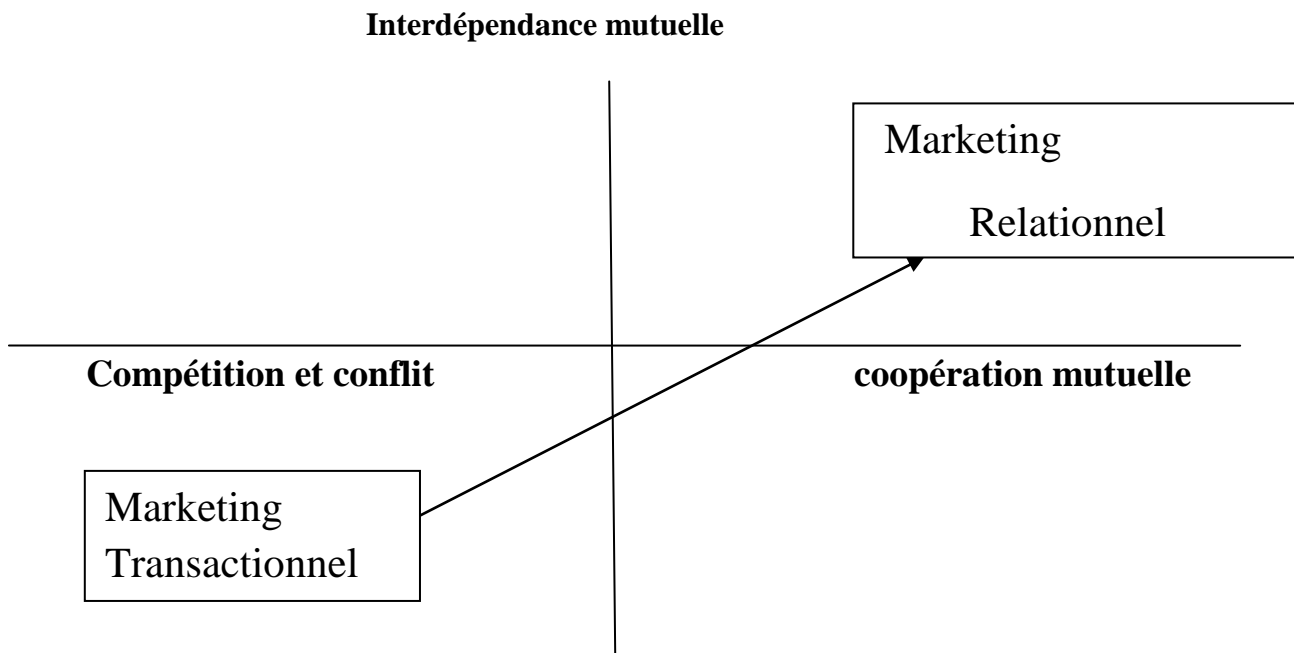 Interdépendance mutuelle
Marketing
Relationnel
Compétition et conflit
coopération mutuelle
Marketing
Transactionnel